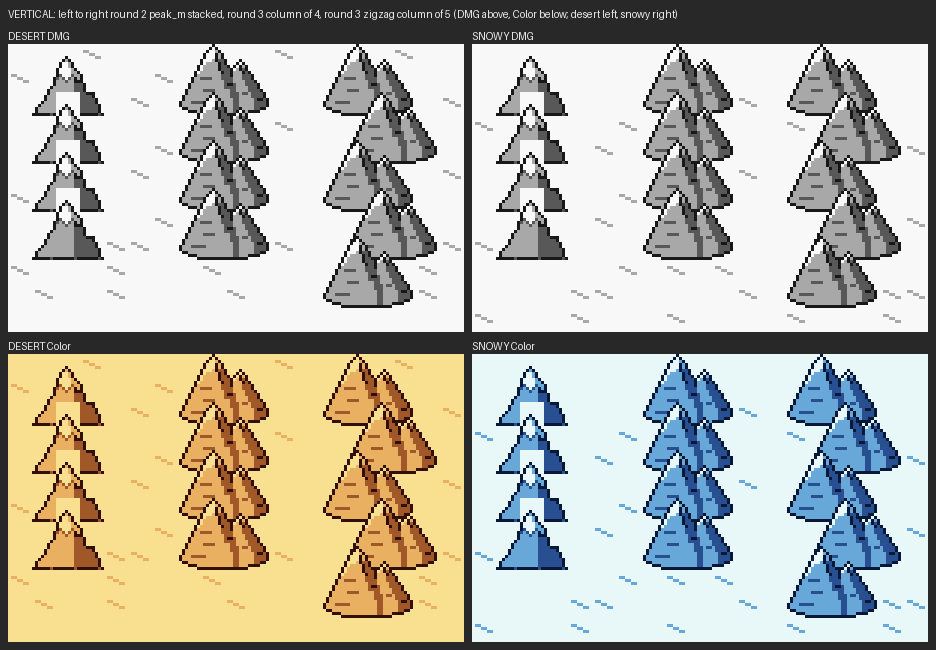 VERTICAL: left to right round 2 peak_m stacked, round 3 column of 4, round 3 zigzag column of 5 (DMG above, Color below; desert left, snowy right)
DESERT DMG
SNOWY DMG
DESERT Color
SNOWY Color